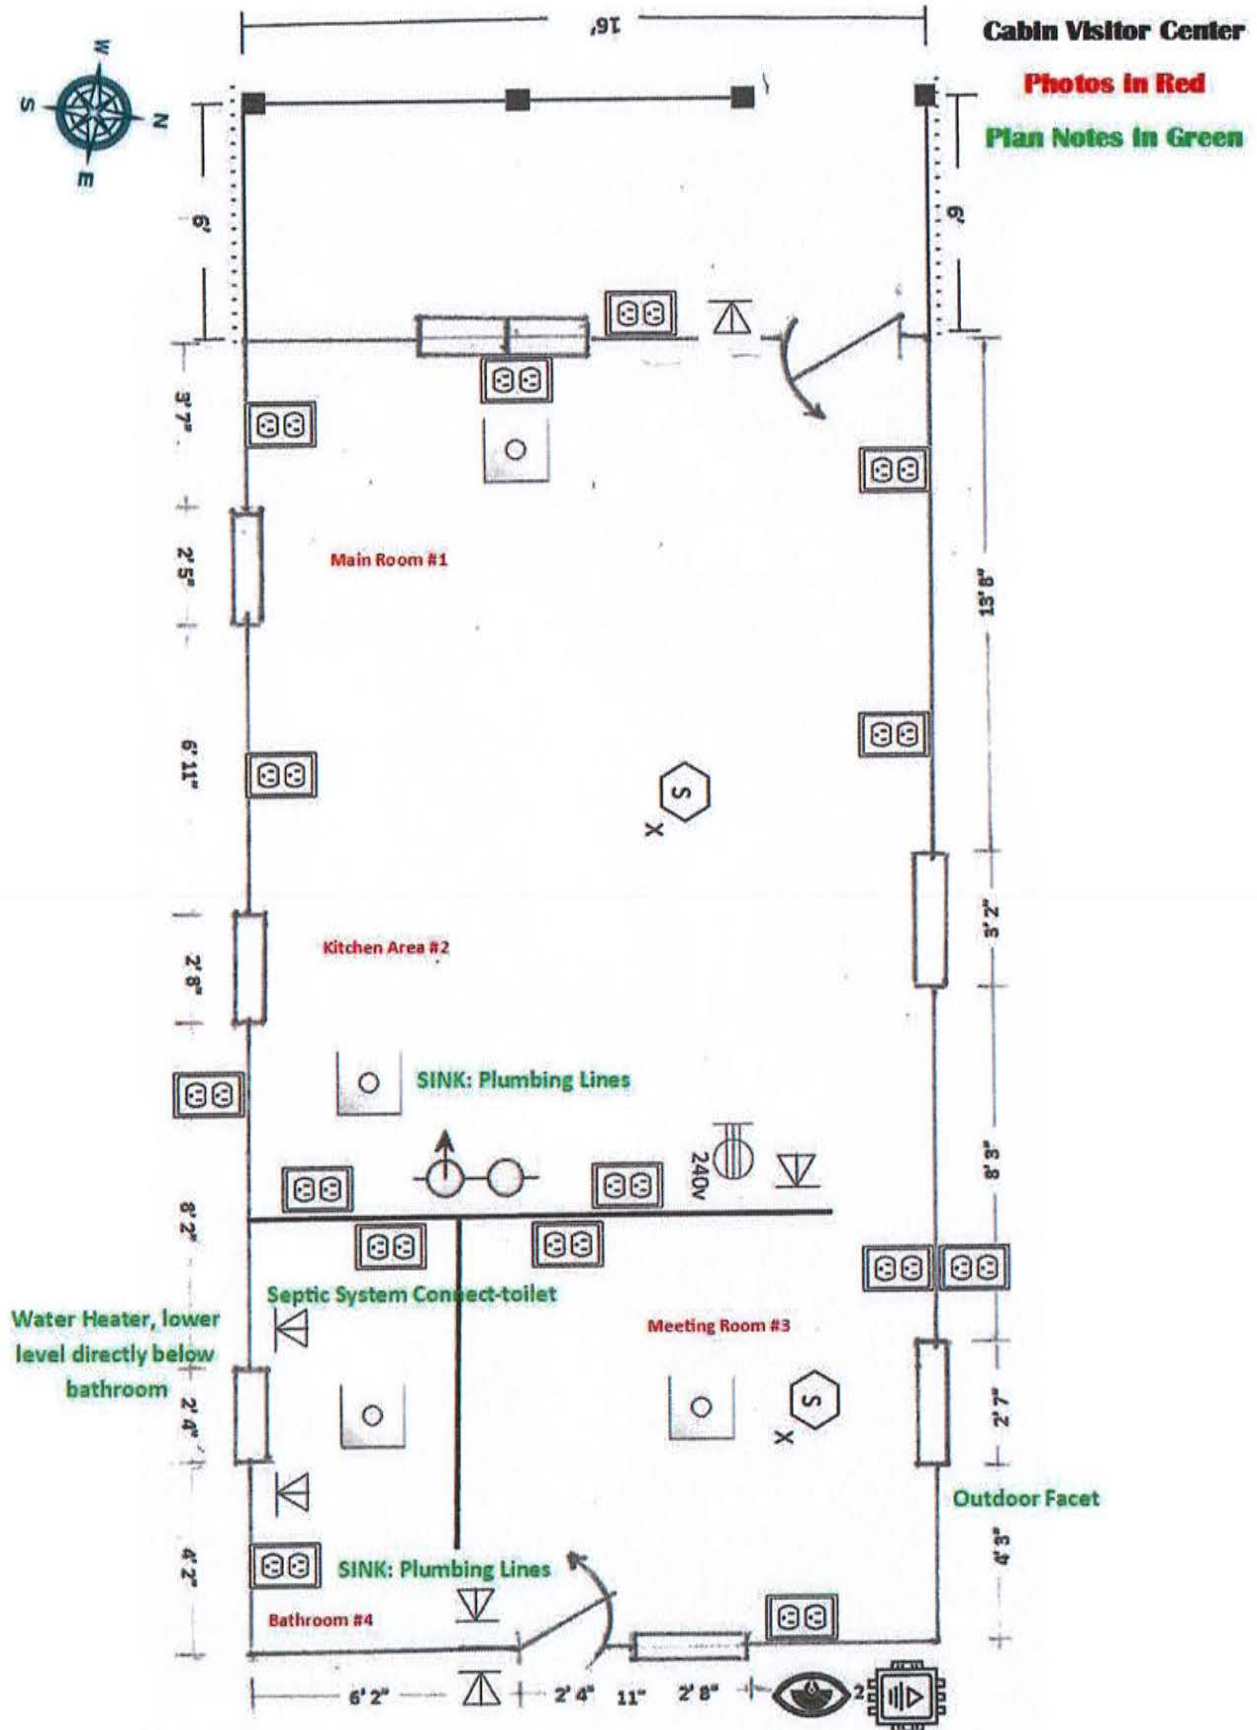 16'
Cabin Visitor Center
Photos in Red
Plan Notes In Green
W
S
N
E
6'
6'
3' 7"
2' 5"
Main Room #1
13' 8"
6' 11"
S
X
3' 2"
Kitchen Area #2
2' 8"
SINK: Plumbing Lines
240v
8' 3"
8' 2"
Septic System Connect-toilet
Water Heater, lower
level directly below
bathroom
Meeting Room #3
2' 4"
S
X
2' 7"
Outdoor Facet
4' 3"
4' 2"
SINK: Plumbing Lines
Bathroom #4
6' 2"
2' 4"
11"
2' 8"
2